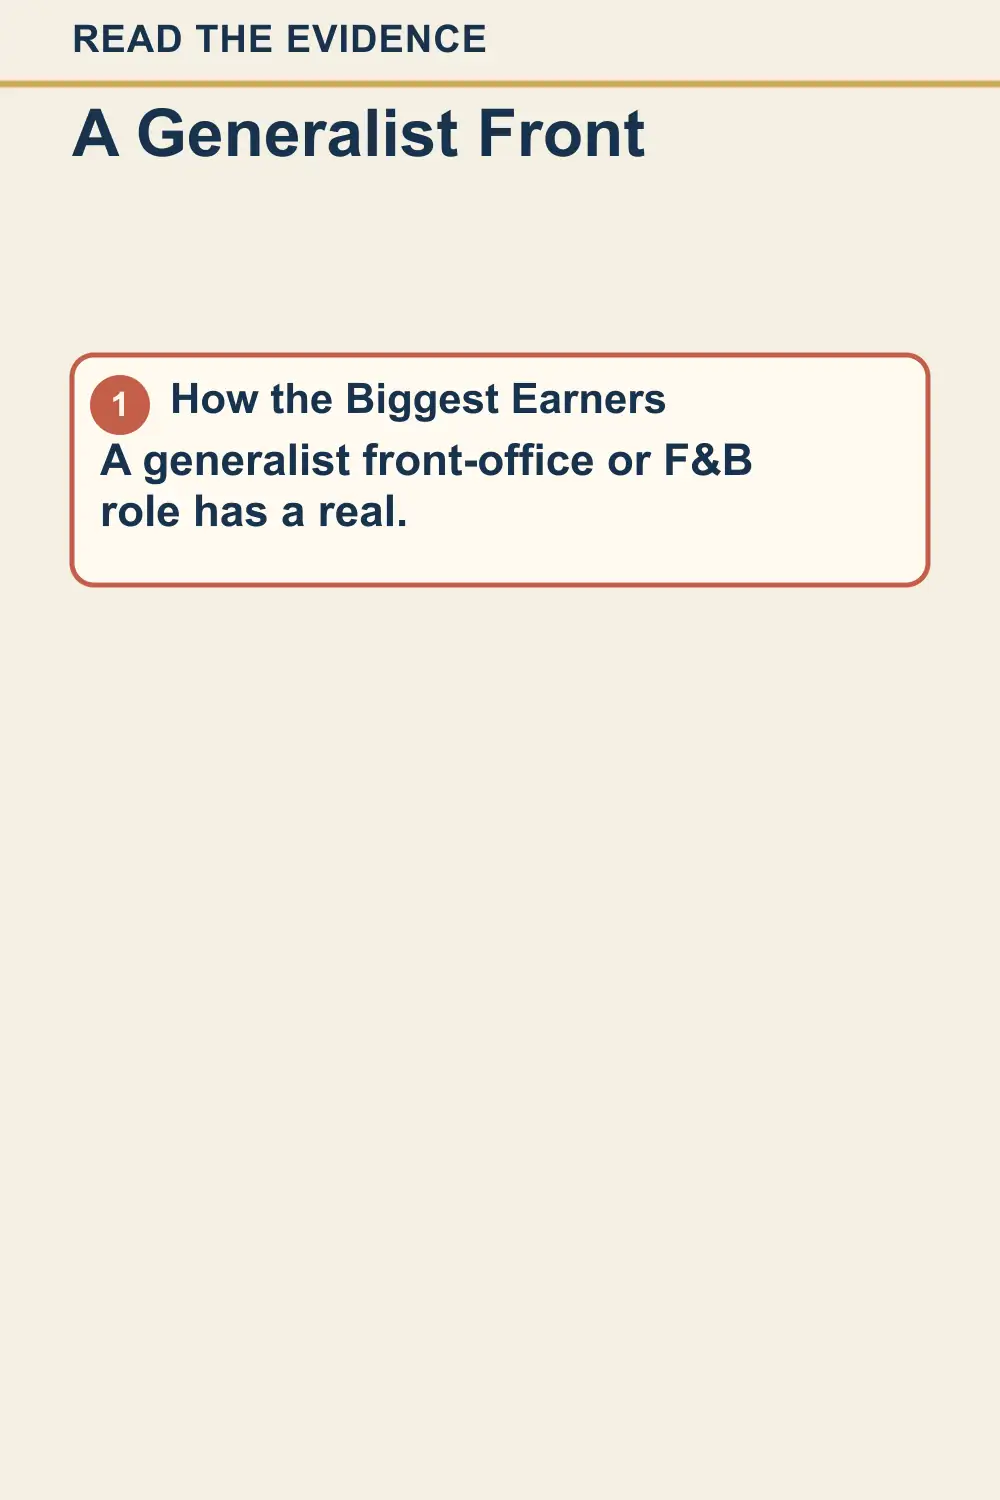 READ THE EVIDENCE
A Generalist Front
1 How the Biggest Earners
A generalist front-office or F&B
role has a real.